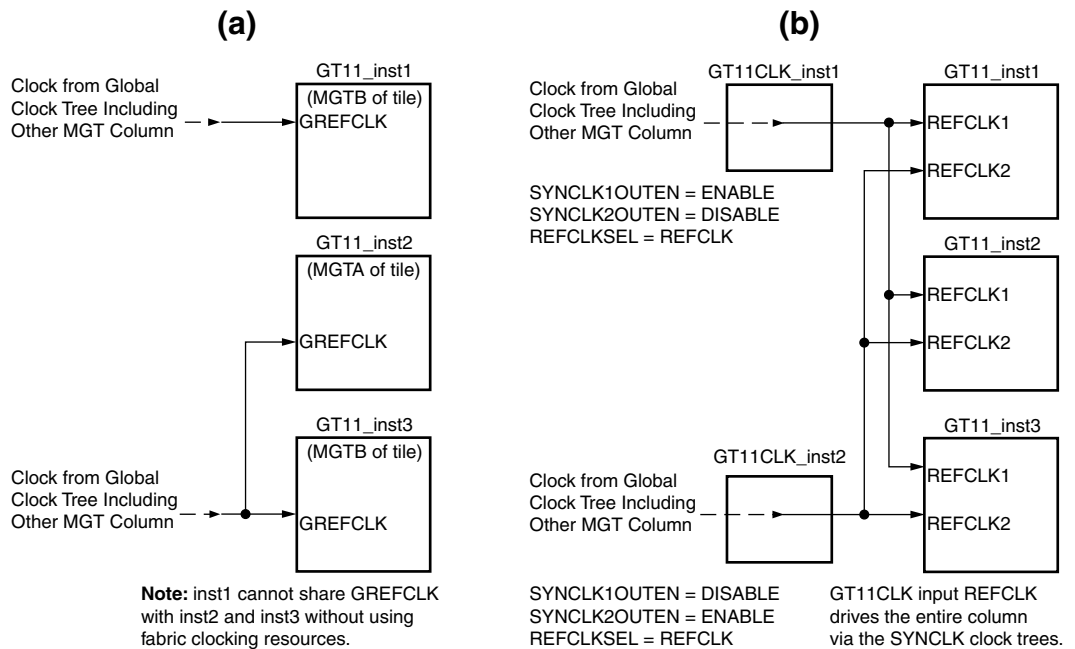 (a)
Clock from Global
Clock Tree Including
Other MGT Column
GT11_inst1
(MGTB of tile)
GREFCLK
GT11_inst2
(MGTA of tile)
GREFCLK
GT11_inst3
(MGTB of tile)
GREFCLK
Clock from Global
Clock Tree Including
Other MGT Column
Note: inst1 cannot share GREFCLK
with inst2 and inst3 without using
fabric clocking resources.
(b)
Clock from Global
Clock Tree Including
Other MGT Column
GT11CLK_inst1
SYNCLK1OUTEN = ENABLE
SYNCLK2OUTEN = DISABLE
REFCLKSEL = REFCLK
GT11_inst1
REFCLK1
REFCLK2
GT11_inst2
REFCLK1
REFCLK2
GT11_inst3
REFCLK1
REFCLK2
GT11CLK_inst2
Clock from Global
Clock Tree Including
Other MGT Column
SYNCLK1OUTEN = DISABLE
SYNCLK2OUTEN = ENABLE
REFCLKSEL = REFCLK
GT11CLK input REFCLK
drives the entire column
via the SYNCLK clock trees.